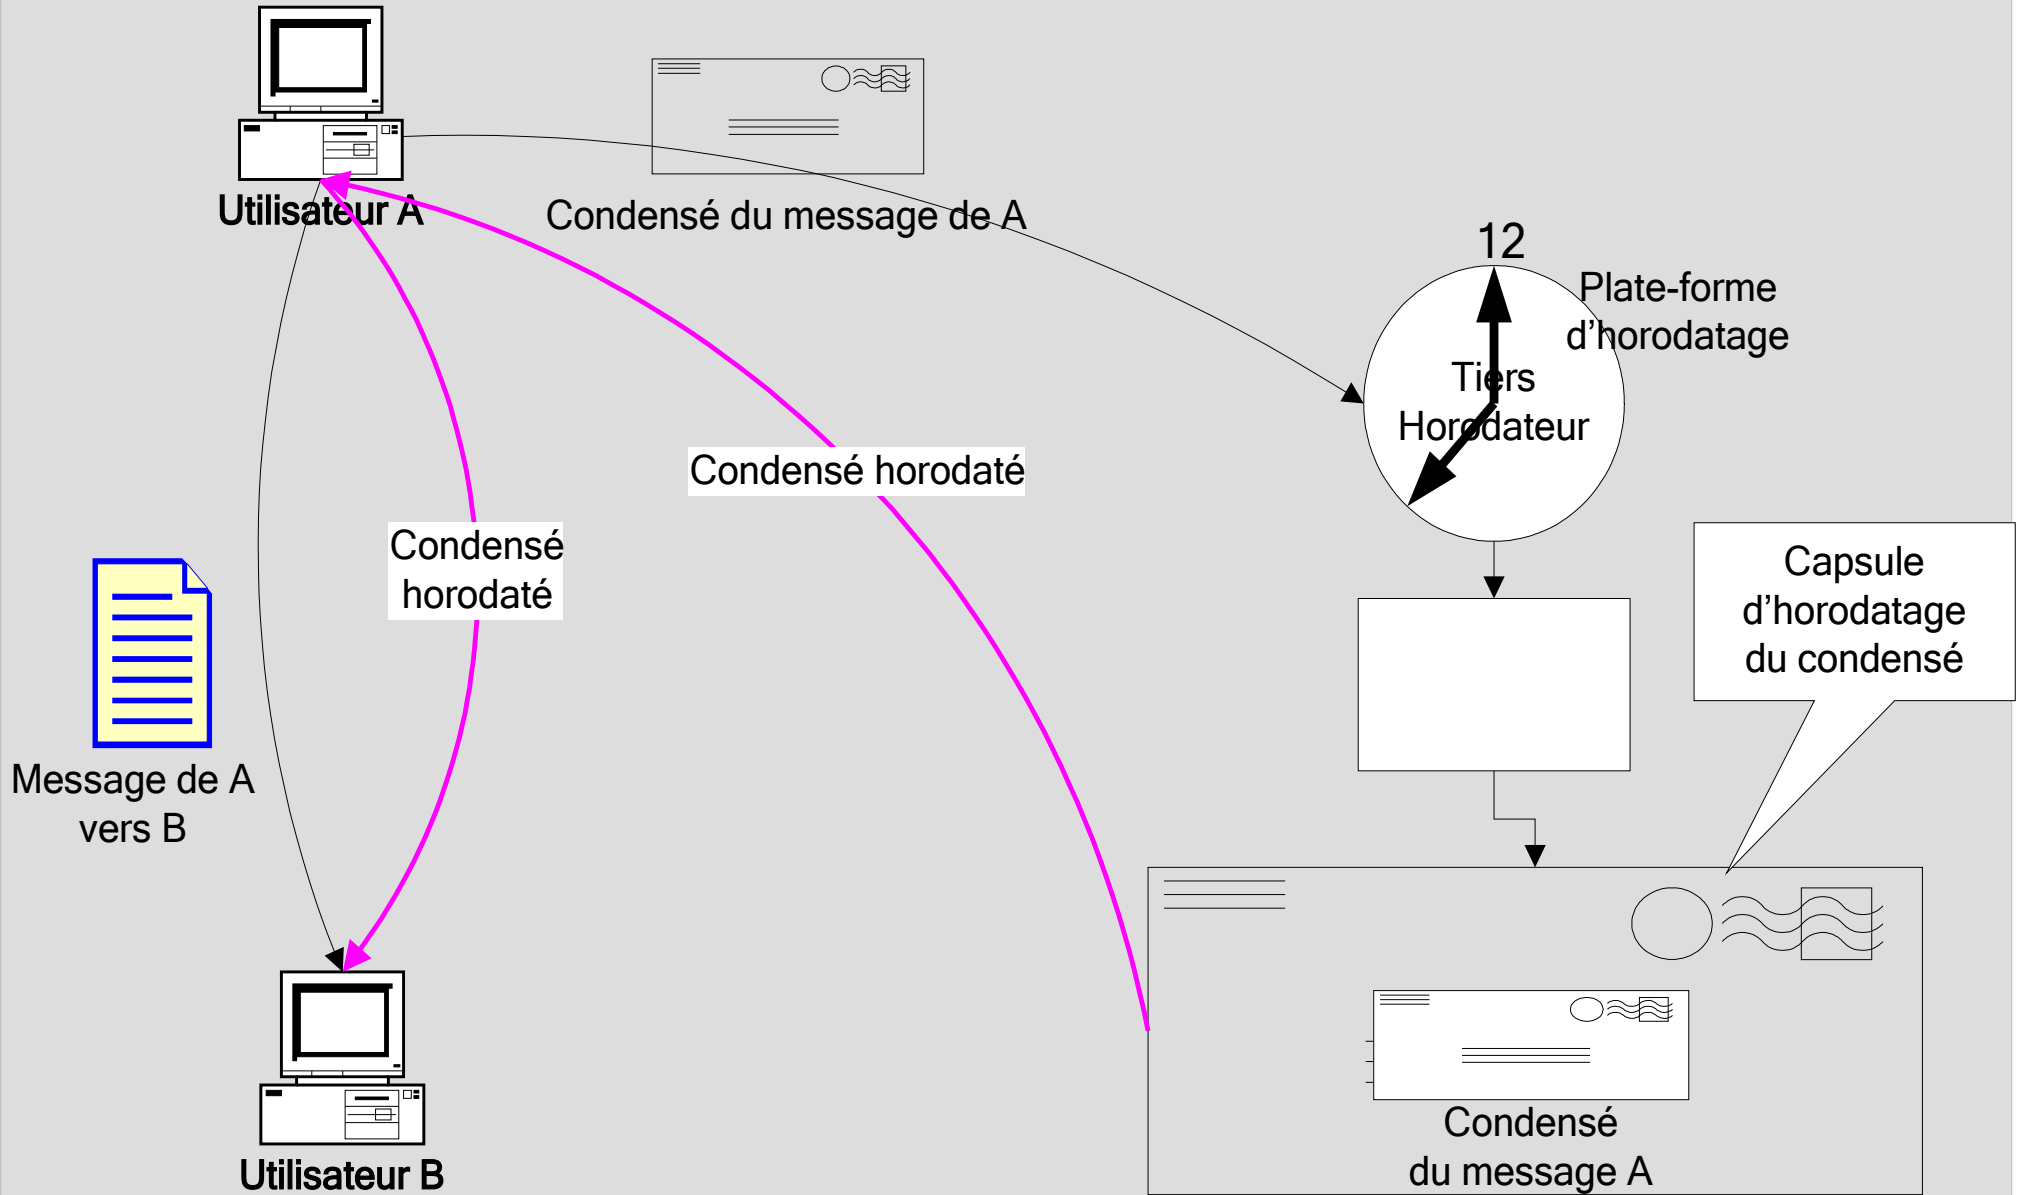 Utilisateur A
Condensé du message de A
12
Plate-forme
d'horodatage
Tiers
Horodateur
Condensé horodaté
Condensé
horodaté
Capsule
d'horodatage
du condensé
Message de A
vers B
Condensé
du message A
Utilisateur B